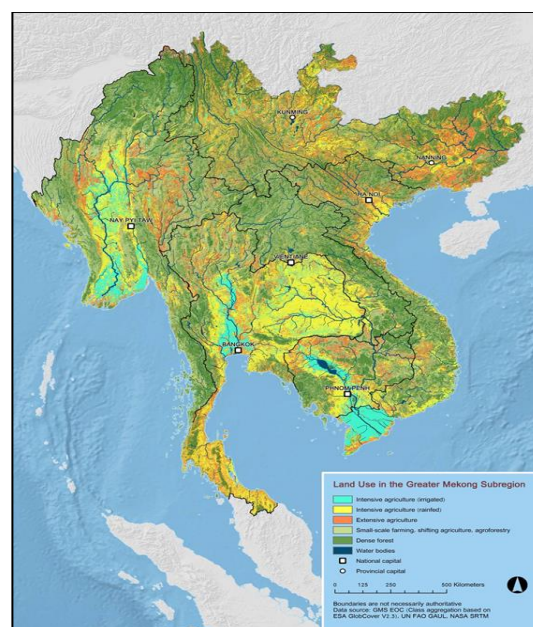 KUNMING
NANNING
HA NOI
NAY PYI TAW
VIENTIANE
BANGKOK
PHNOM PENH
Land Use in the Greater Mekong Subregion
Intensive agriculture (irrigated)
Intensive agriculture (rainfed)
Extensive agriculture
Small-scale farming, shifting agriculture, agroforestry
Dense forest
Water bodies
National capital
Provincial capital
0 125 250 500 Kilometers
Boundaries are not necessarily authoritative
Data source: GMS EOC (Class aggregation based on
ESA GlobCover V2.3), UN FAO GAUL, NASA SRTM